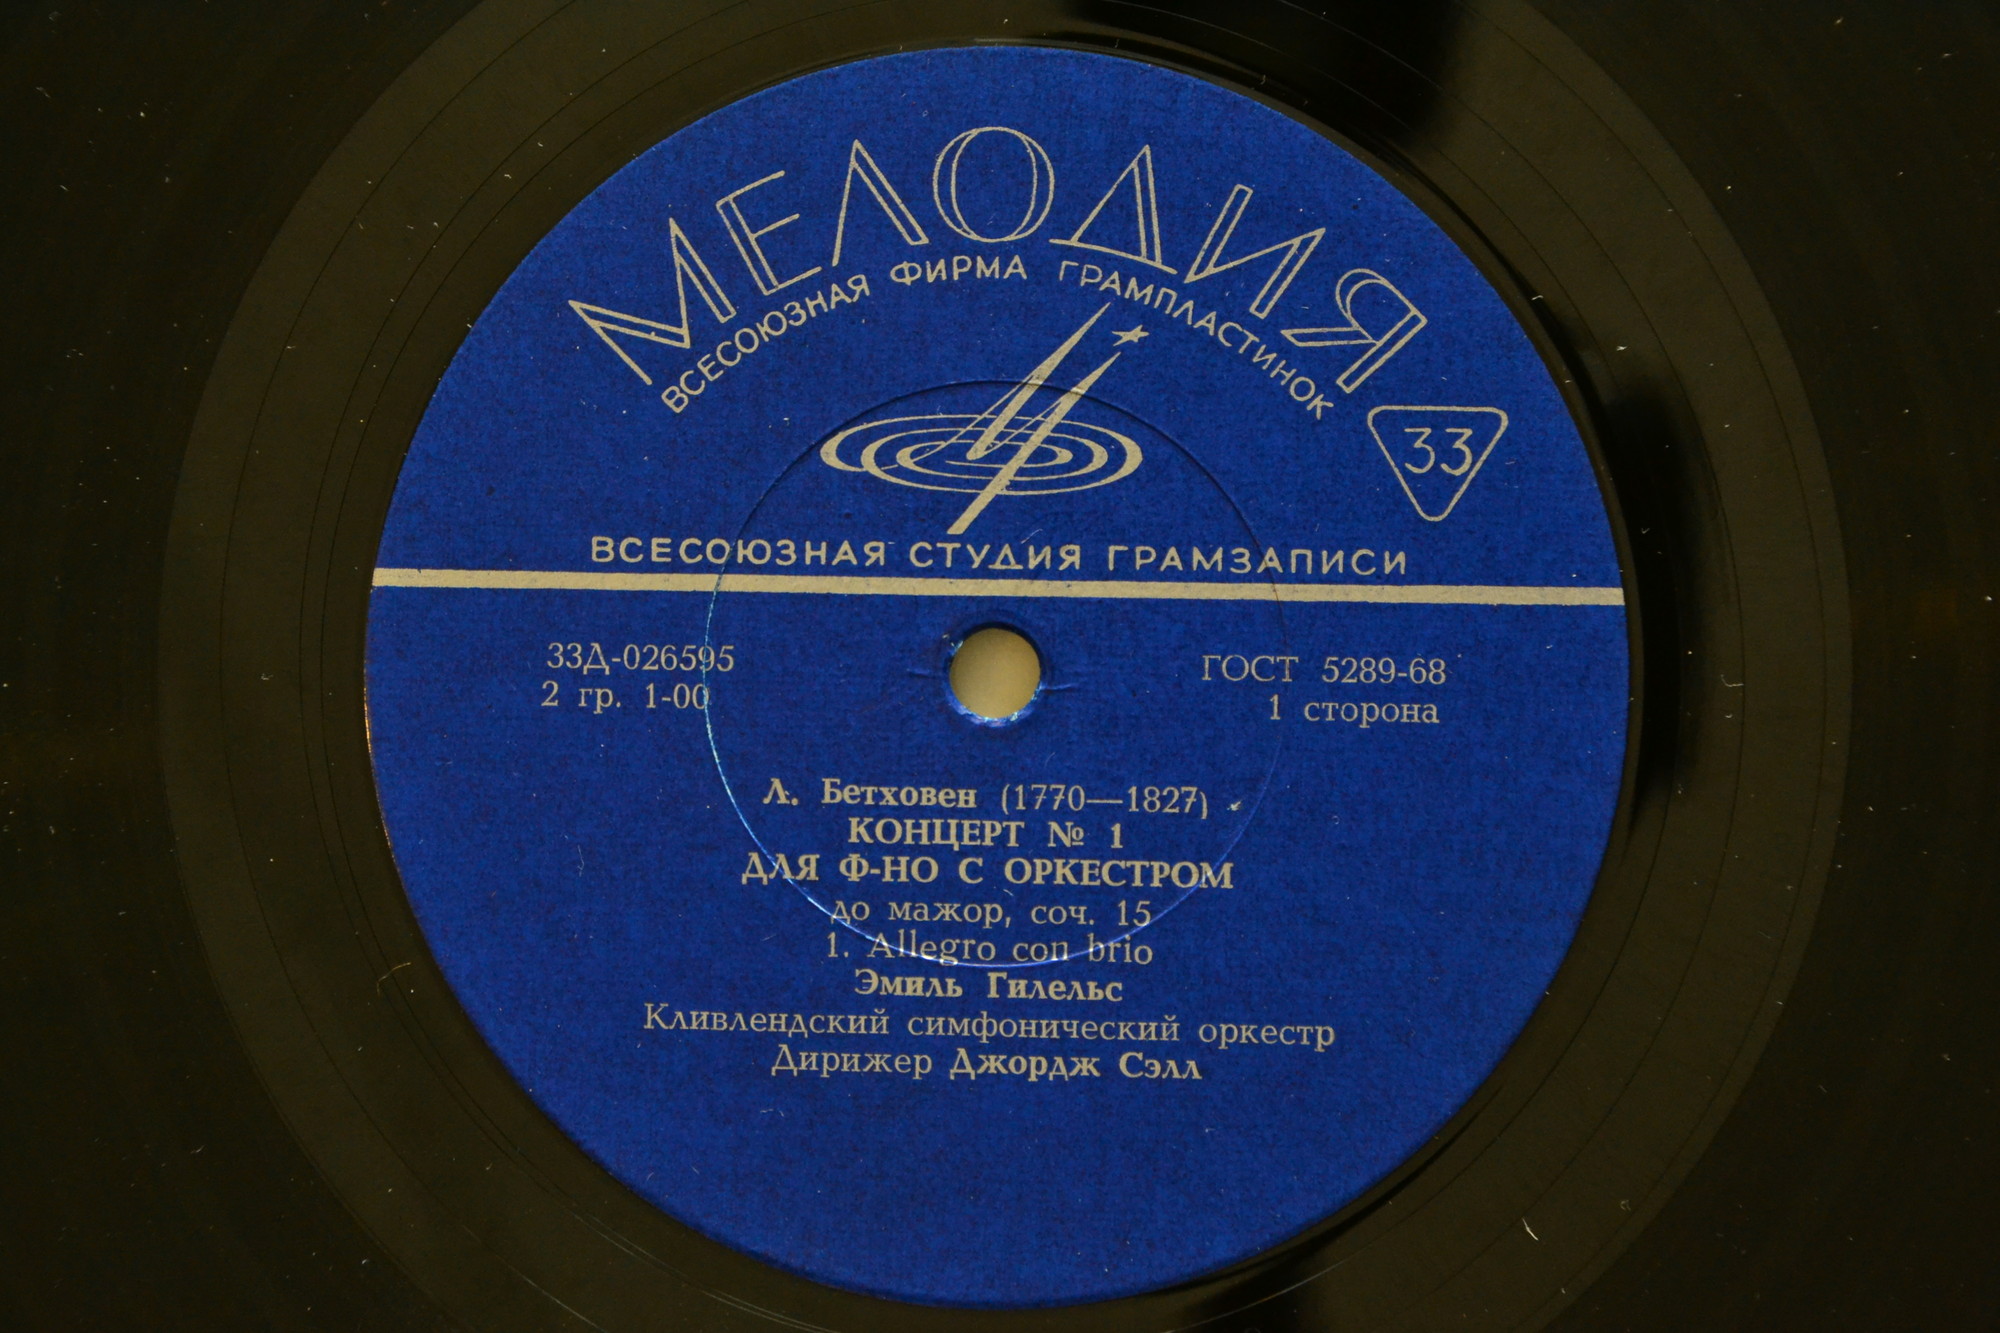 МЕЛОДИЯ
ВСЕСОЮЗНАЯ ФИРМА ГРАМПЛАСТИНОК
33
ВСЕСОЮЗНАЯ СТУДИЯ ГРАМЗАПИСИ
33Д-026595
2 гр. 1-00
ГОСТ 5289-68
1 сторона
Л. Бетховен (1770—1827)
КОНЦЕРТ № 1
ДЛЯ Ф-НО С ОРКЕСТРОМ
до мажор, соч. 15
1. Allegro con brio
Эмиль Гилельс
Кливлендский симфонический оркестр
Дирижер Джордж Сэлл